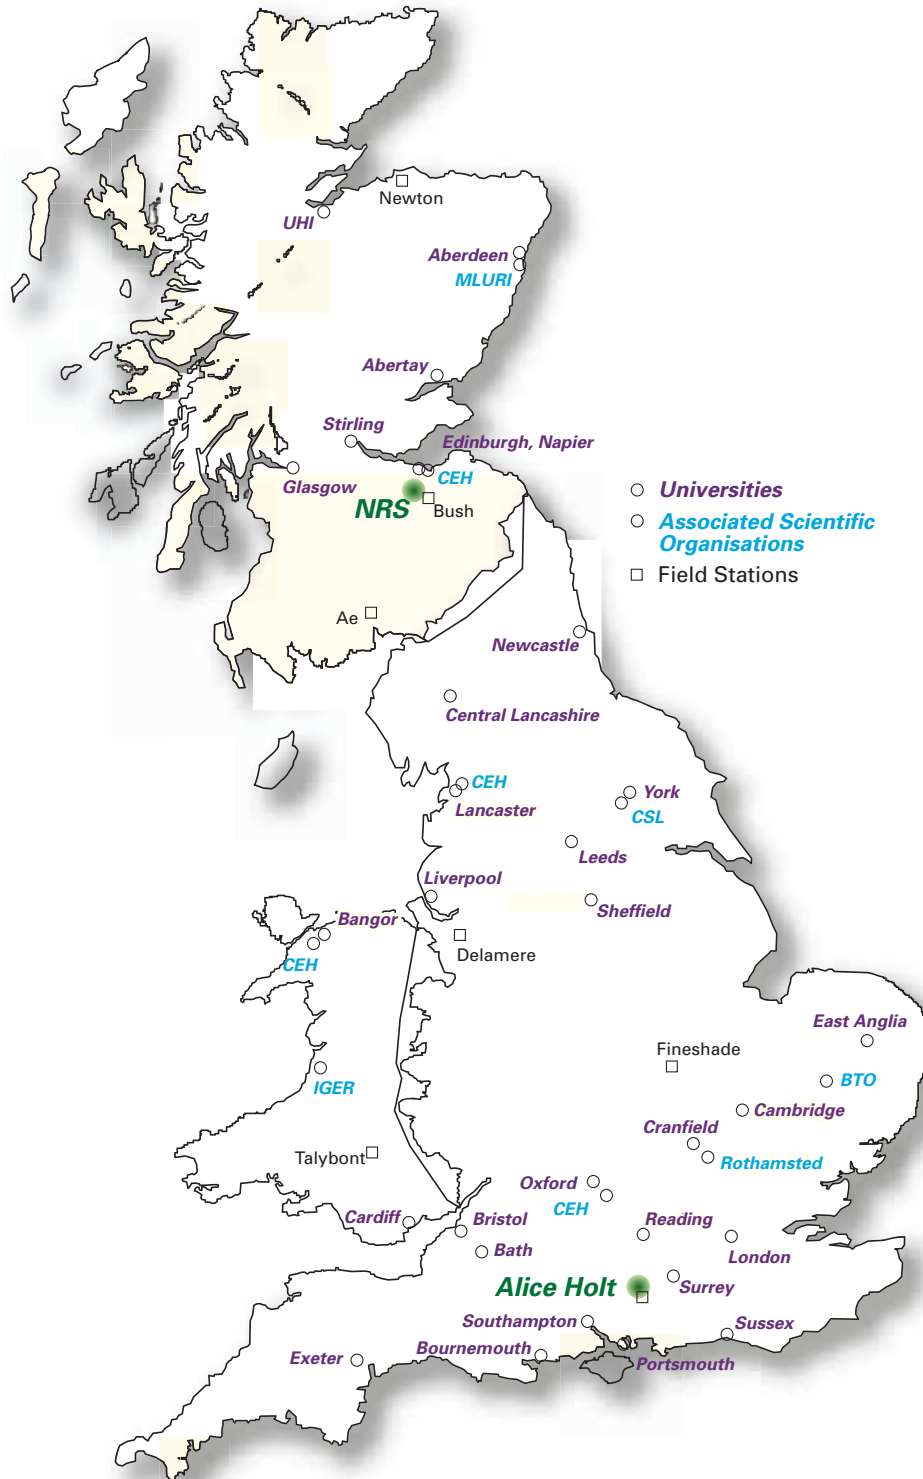 Newton
UHI
Aberdeen
MLURI
Abertay
Stirling
Edinburgh, Napier
Glasgow
CEH
NRS
Bush
Universities
Associated Scientific
Organisations
Field Stations
Ae
Newcastle
Central Lancashire
CEH
Lancaster
York
CSL
Leeds
Liverpool
Sheffield
Bangor
CEH
Delamere
East Anglia
Fineshade
IGER
BTO
Cambridge
Cranfield
Talybont
Rothamsted
Oxford
CEH
Cardiff
Bristol
Reading
Bath
London
Alice Holt
Surrey
Southampton
Sussex
Bournemouth
Exeter
Portsmouth